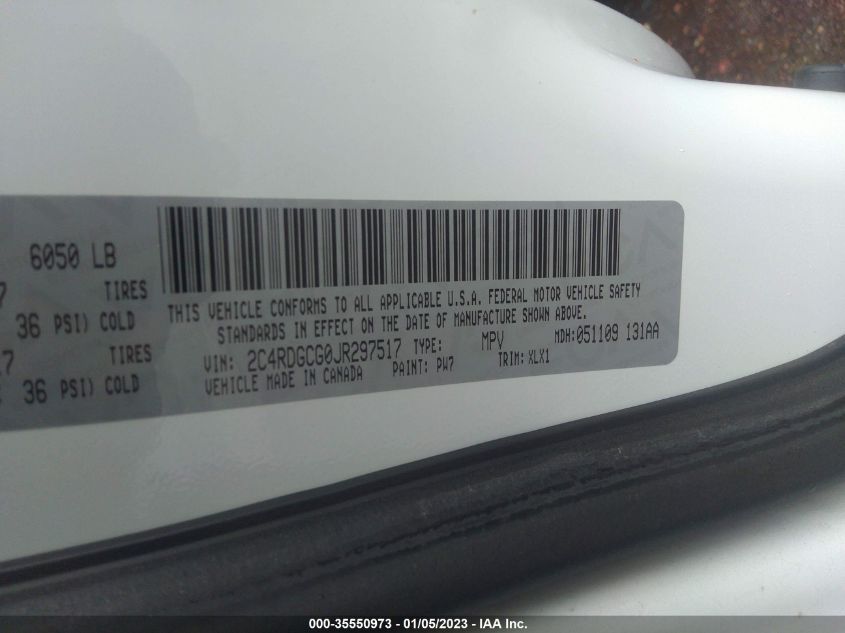 6050 LB
7 TIRES
36 PSI) COLD
7 TIRES
36 PSI) COLD
THIS VEHICLE CONFORMS TO ALL APPLICABLE U.S.A. FEDERAL MOTOR VEHICLE SAFETY
STANDARDS IN EFFECT ON THE DATE OF MANUFACTURE SHOWN ABOVE.
VIN: 2C4RDGCG0JR297517 TYPE: MPV MDH:051109 131AA
VEHICLE MADE IN CANADA PAINT: PW7 TRIM: XLX1
000-35550973 - 01/05/2023 - IAA Inc.